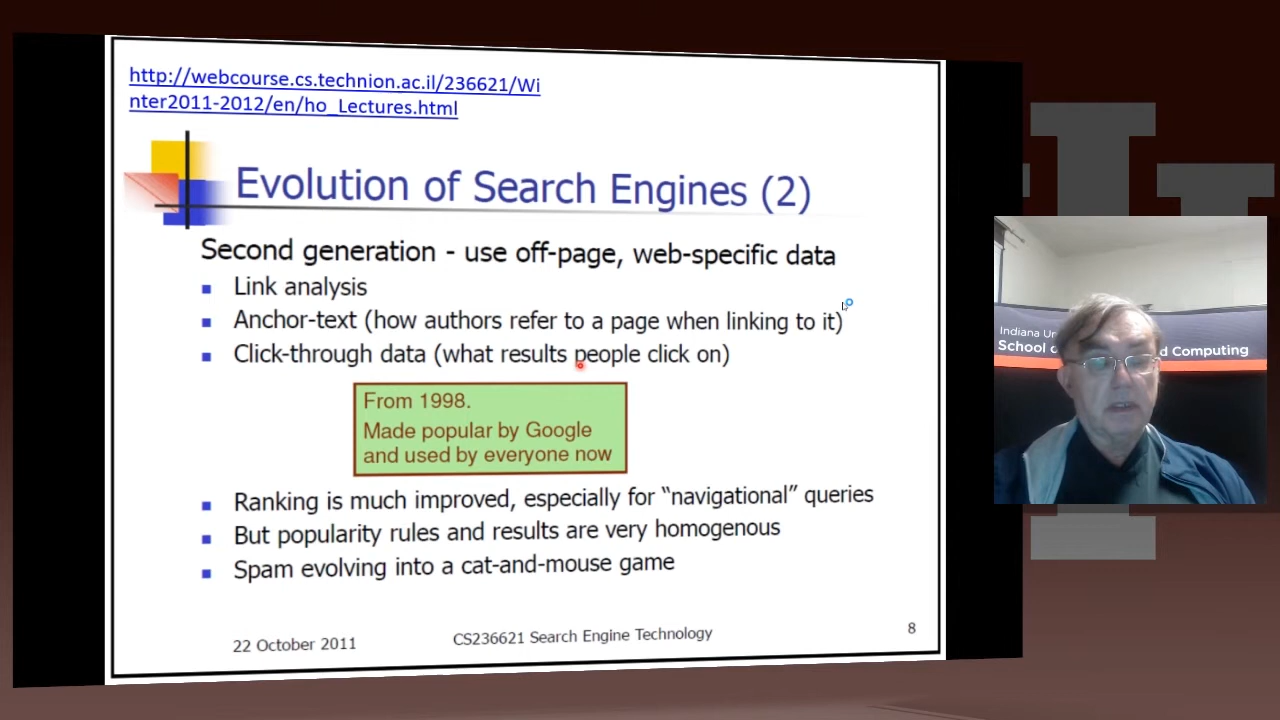 http://webcourse.cs.technion.ac.il/236621/Wi
nter2011-2012/en/ho_Lectures.html
Evolution of Search Engines (2)
Second generation - use off-page, web-specific data
Link analysis
Anchor-text (how authors refer to a page when linking to it)
Click-through data (what results people click on)
From 1998.
Made popular by Google
and used by everyone now
Ranking is much improved, especially for “navigational” queries
But popularity rules and results are very homogenous
Spam evolving into a cat-and-mouse game
22 October 2011
CS236621 Search Engine Technology
8
Indiana Un
School d Computing